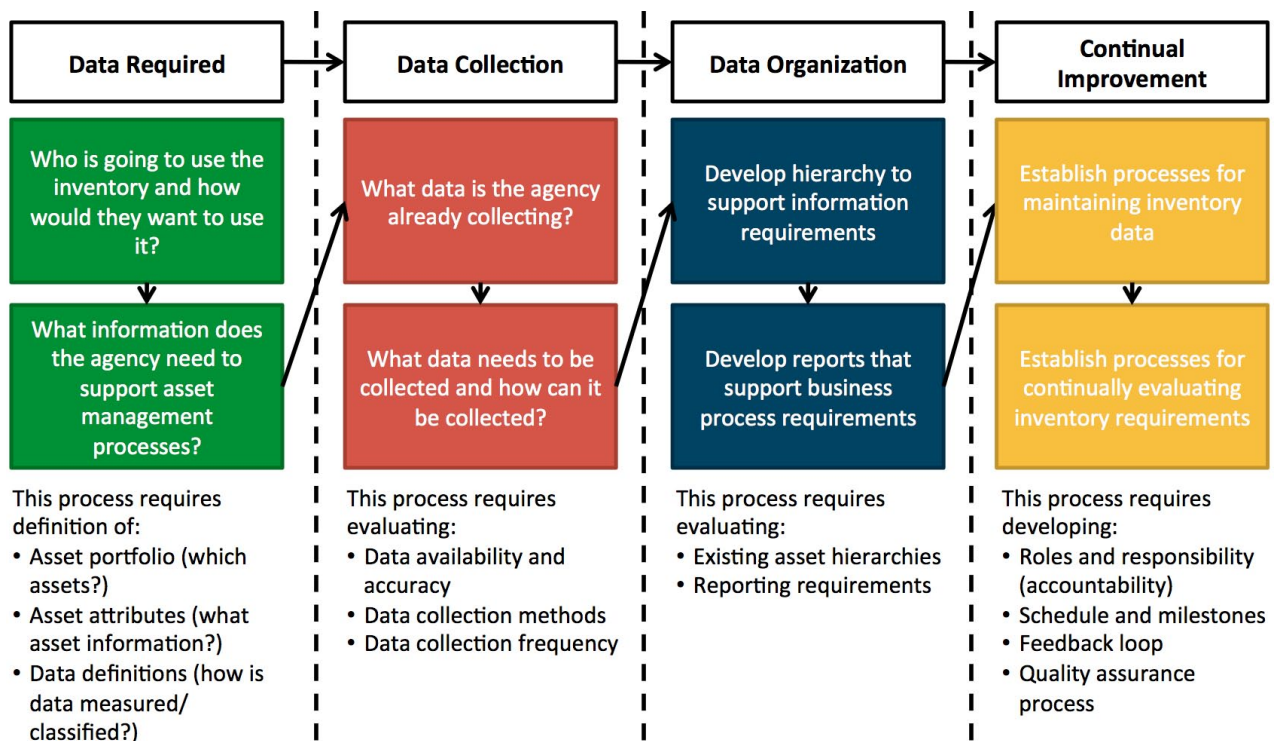 Data Required
Data Collection
Data Organization
Continual
Improvement
Who is going to use the
inventory and how
would they want to use
it?
What information does
the agency need to
support asset
management
processes?
This process requires
definition of:
• Asset portfolio (which
assets?)
• Asset attributes (what
asset information?)
• Data definitions (how is
data measured/
classified?)
What data is the agency
already collecting?
What data needs to be
collected and how can it
be collected?
This process requires
evaluating:
• Data availability and
accuracy
• Data collection methods
• Data collection frequency
Develop hierarchy to
support information
requirements
Develop reports that
support business
process requirements
This process requires
evaluating:
• Existing asset hierarchies
• Reporting requirements
Establish processes for
maintaining inventory
data
Establish processes for
continually evaluating
inventory requirements
This process requires
developing:
• Roles and responsibility
(accountability)
• Schedule and milestones
• Feedback loop
• Quality assurance
process